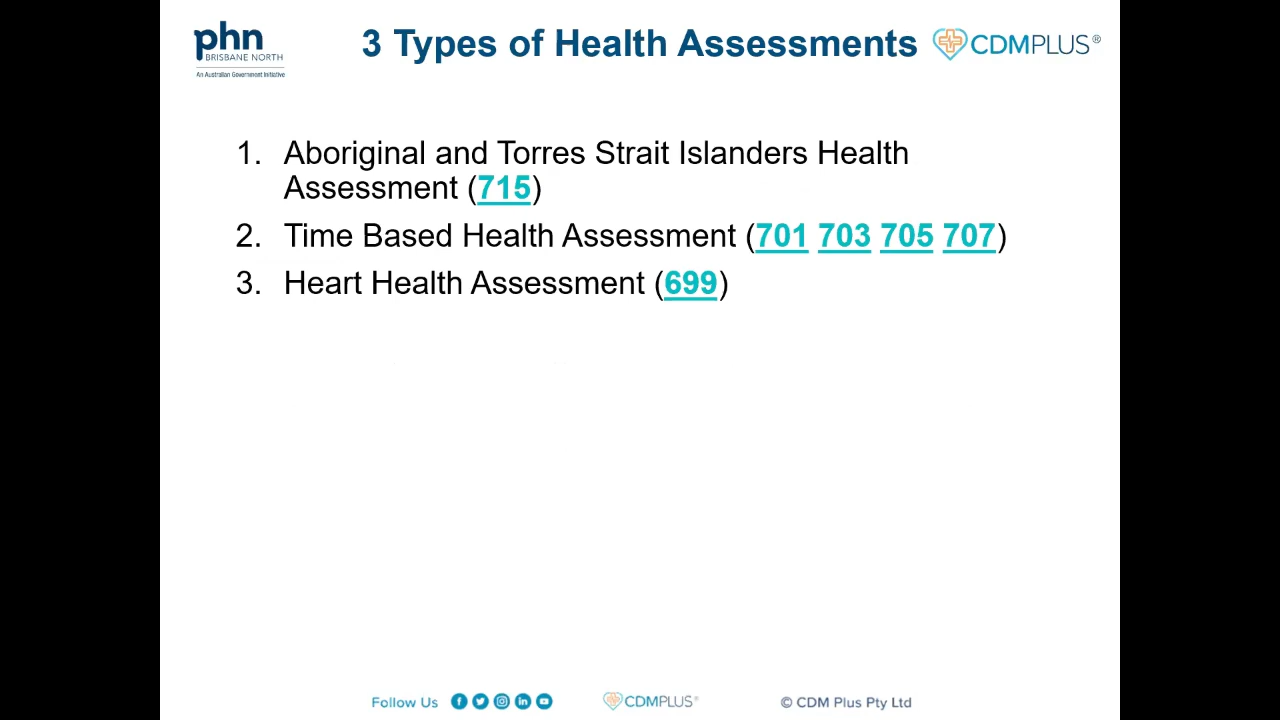 phn
BRISBANE NORTH
An Australian Government Initiative
3 Types of Health Assessments
CDMPLUS®
1. Aboriginal and Torres Strait Islanders Health
Assessment (715)
2. Time Based Health Assessment (701 703 705 707)
3. Heart Health Assessment (699)
Follow Us
CDMPLUS®
© CDM Plus Pty Ltd